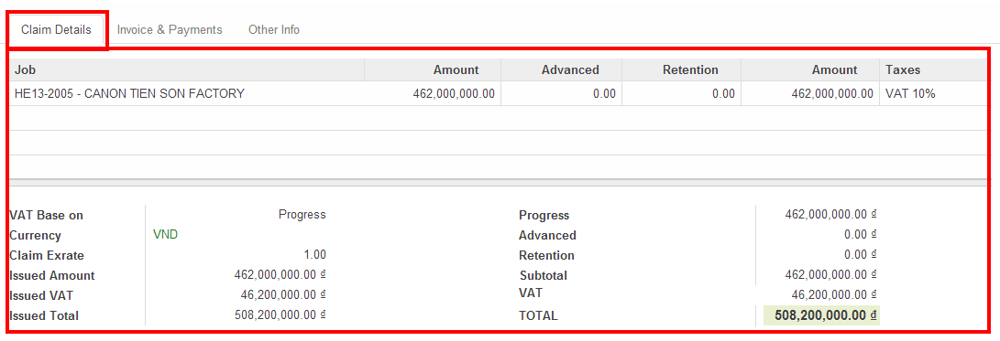 Claim Details Invoice & Payments Other Info
Job Amount Advanced Retention Amount Taxes
HE13-2005 - CANON TIEN SON FACTORY 462,000,000.00 0.00 0.00 462,000,000.00 VAT 10%
VAT Base on Progress Progress 462,000,000.00 ₫
Currency VND Advanced 0.00 ₫
Claim Exrate 1.00 Retention 0.00 ₫
Issued Amount 462,000,000.00 ₫ Subtotal 462,000,000.00 ₫
Issued VAT 46,200,000.00 ₫ VAT 46,200,000.00 ₫
Issued Total 508,200,000.00 ₫ TOTAL 508,200,000.00 ₫